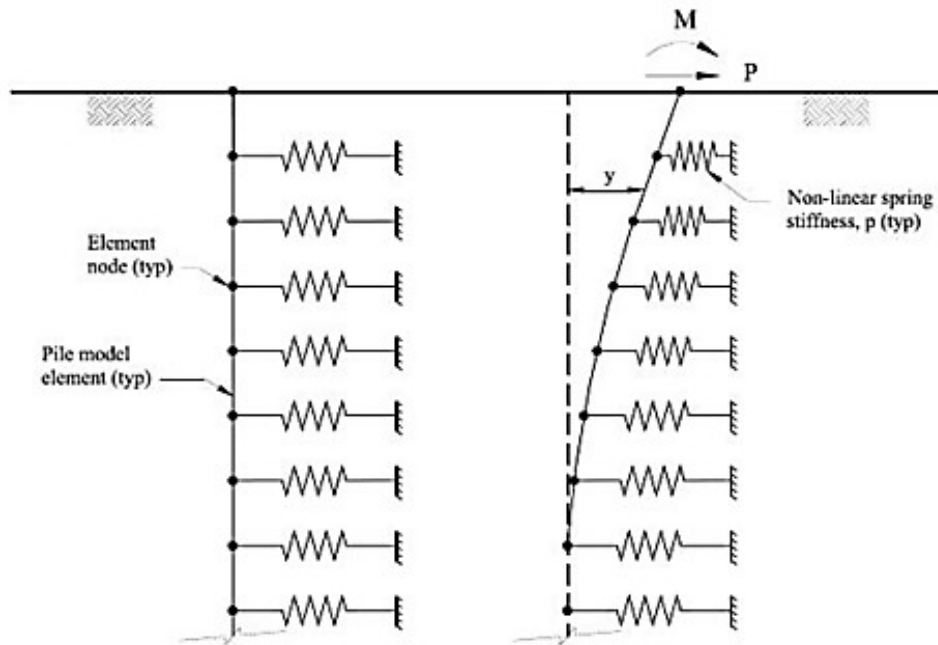 M
P
y
Non-linear spring
stiffness, p (typ)
Element
node (typ)
Pile model
element (typ)